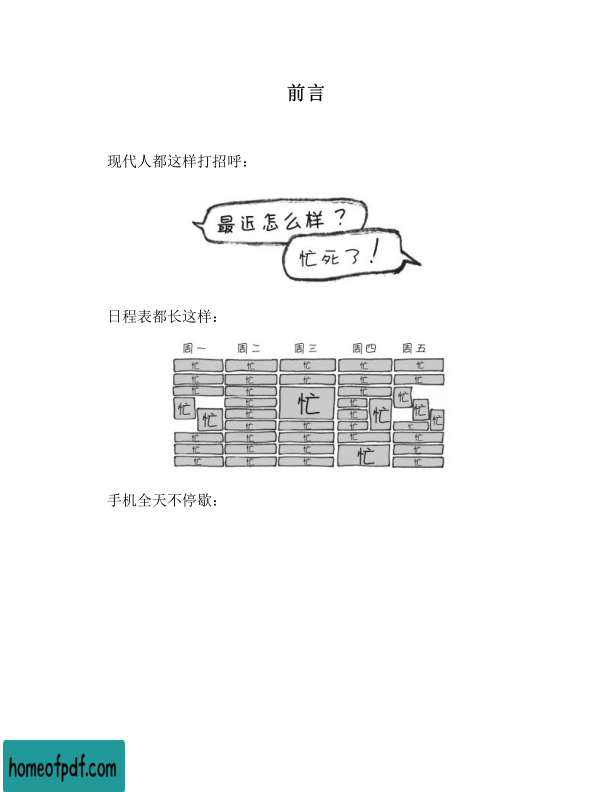 前言
现代人都这样打招呼：
最近怎么样？
忙死了！
日程表都长这样：
周一 周二 周三 周四 周五
忙 忙 忙 忙 忙
忙 忙 忙 忙 忙
忙 忙 忙 忙
忙 忙 忙 忙 忙 忙
忙 忙 忙 忙 忙
忙 忙 忙 忙
忙 忙 忙 忙 忙
忙 忙 忙 忙 忙
忙 忙 忙 忙
手机全天不停歇：
homeofpdf.com